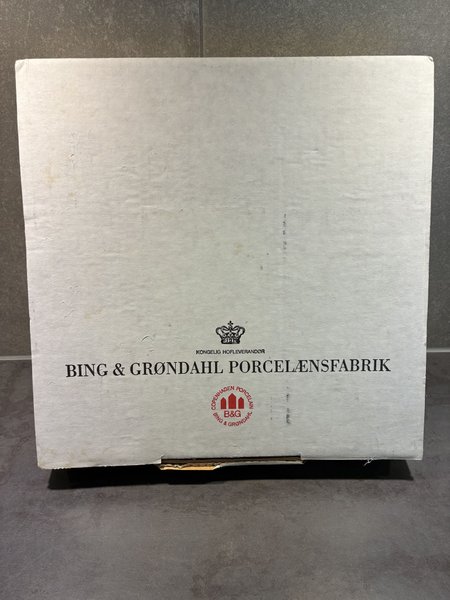 KONGELIG HOFLEVERANDØR
BING & GRØNDAHL PORCELÆNSFABRIK
COPENHAGEN PORCELAIN
B&G
BING & GRØNDAHL